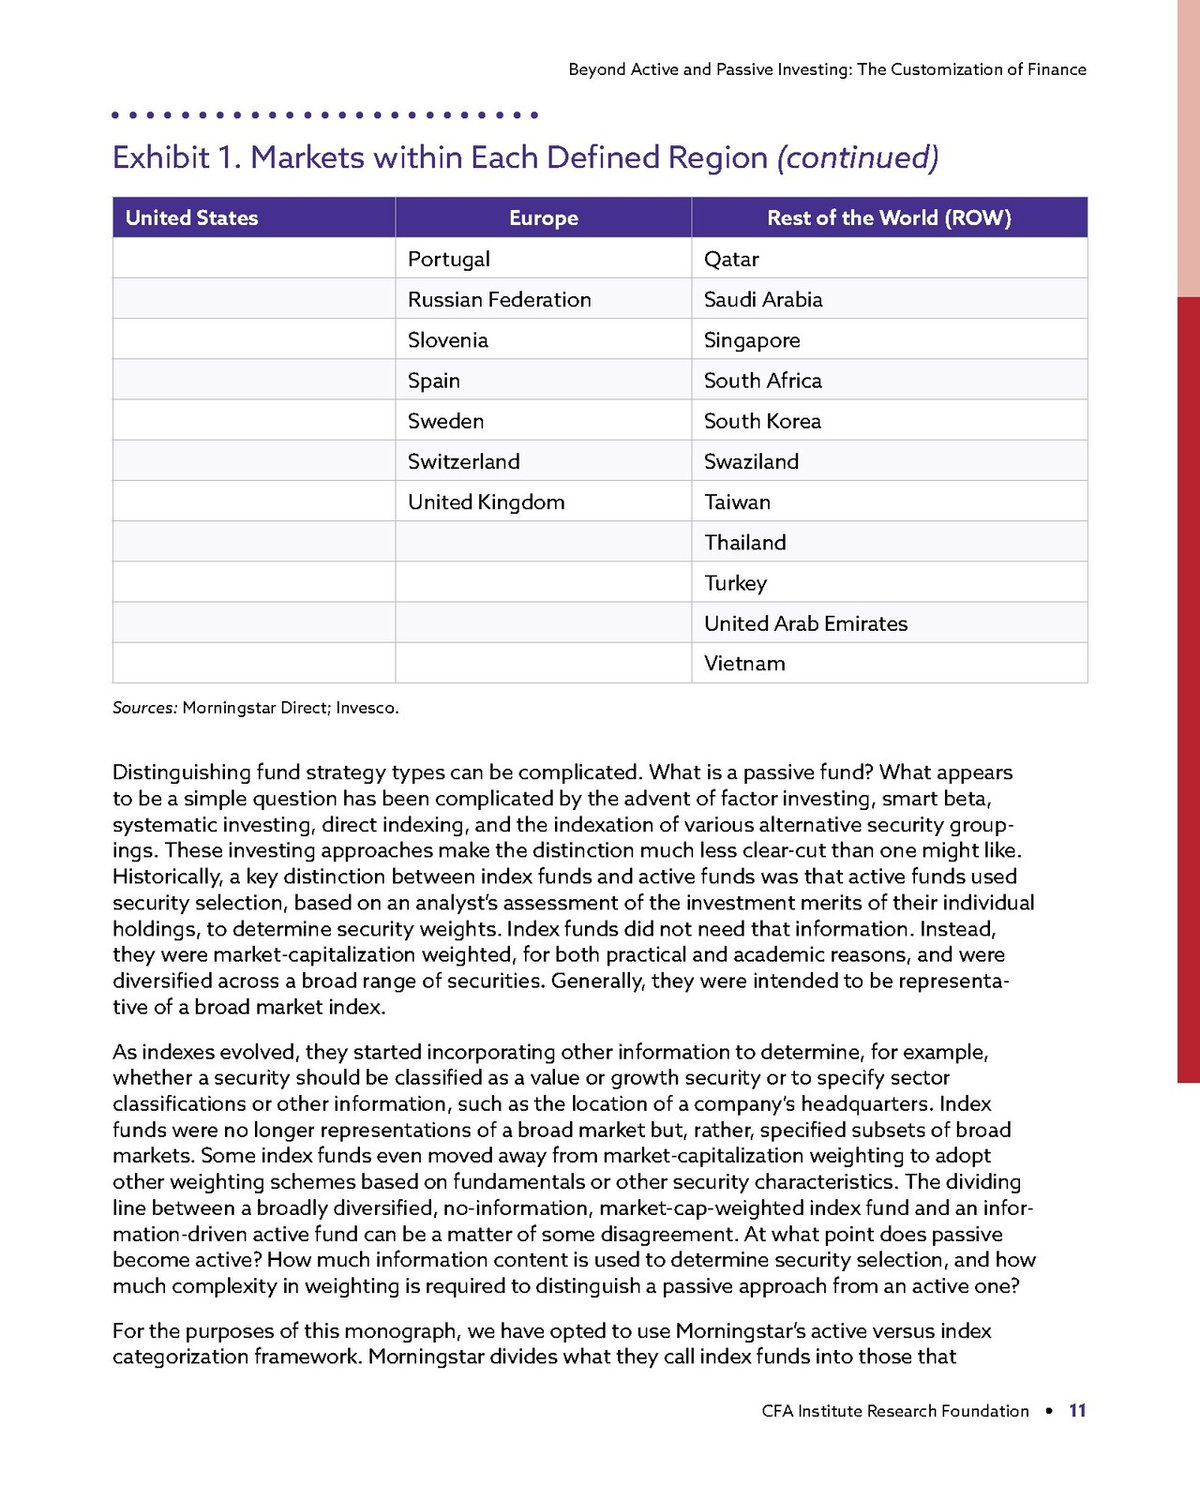 Beyond Active and Passive Investing: The Customization of Finance
Exhibit 1. Markets within Each Defined Region (continued)
United States Europe Rest of the World (ROW)
Portugal Qatar
Russian Federation Saudi Arabia
Slovenia Singapore
Spain South Africa
Sweden South Korea
Switzerland Swaziland
United Kingdom Taiwan
Thailand
Turkey
United Arab Emirates
Vietnam
Sources: Morningstar Direct; Invesco.
Distinguishing fund strategy types can be complicated. What is a passive fund? What appears
to be a simple question has been complicated by the advent of factor investing, smart beta,
systematic investing, direct indexing, and the indexation of various alternative security group-
ings. These investing approaches make the distinction much less clear-cut than one might like.
Historically, a key distinction between index funds and active funds was that active funds used
security selection, based on an analyst's assessment of the investment merits of their individual
holdings, to determine security weights. Index funds did not need that information. Instead,
they were market-capitalization weighted, for both practical and academic reasons, and were
diversified across a broad range of securities. Generally, they were intended to be representa-
tive of a broad market index.
As indexes evolved, they started incorporating other information to determine, for example,
whether a security should be classified as a value or growth security or to specify sector
classifications or other information, such as the location of a company's headquarters. Index
funds were no longer representations of a broad market but, rather, specified subsets of broad
markets. Some index funds even moved away from market-capitalization weighting to adopt
other weighting schemes based on fundamentals or other security characteristics. The dividing
line between a broadly diversified, no-information, market-cap-weighted index fund and an infor-
mation-driven active fund can be a matter of some disagreement. At what point does passive
become active? How much information content is used to determine security selection, and how
much complexity in weighting is required to distinguish a passive approach from an active one?
For the purposes of this monograph, we have opted to use Morningstar's active versus index
categorization framework. Morningstar divides what they call index funds into those that
CFA Institute Research Foundation • 11